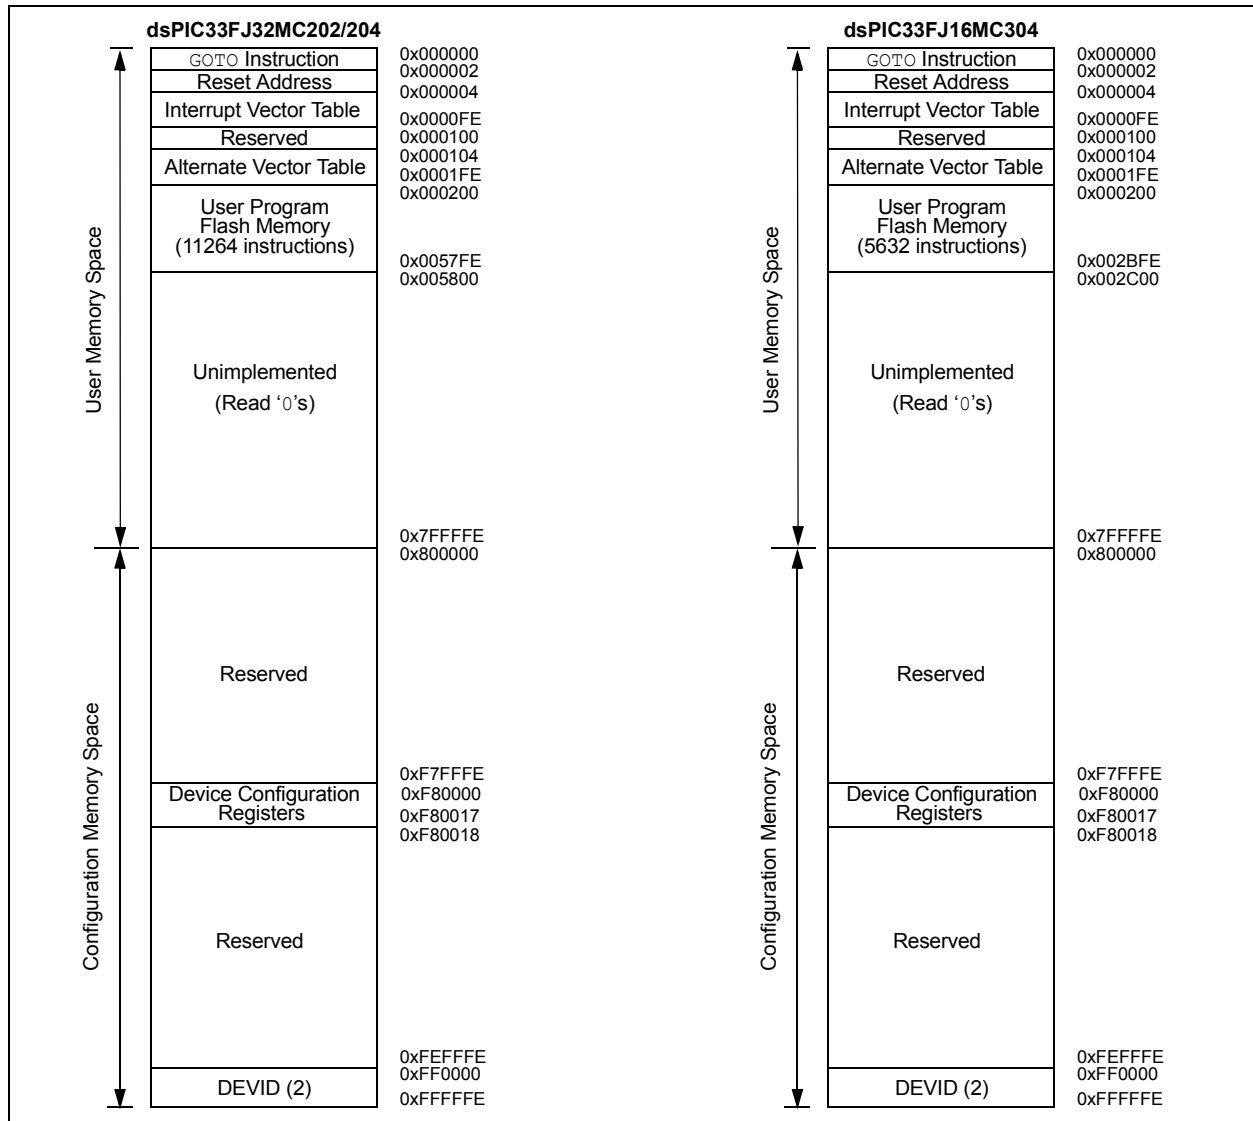 dsPIC33FJ32MC202/204
GOTO Instruction
0x000000
0x000002
Reset Address
0x000004
Interrupt Vector Table
0x0000FE
Reserved
0x000100
0x000104
Alternate Vector Table
0x0001FE
0x000200
User Program
Flash Memory
(11264 instructions)
0x0057FE
0x005800
User Memory Space
Unimplemented
(Read ‘0’s)
0x7FFFFE
0x800000
Reserved
Configuration Memory Space
0xF7FFFE
Device Configuration
Registers
0xF80000
0xF80017
0xF80018
Reserved
0xFEFFFE
0xFF0000
DEVID (2)
0xFFFFFE
dsPIC33FJ16MC304
GOTO Instruction
0x000000
0x000002
Reset Address
0x000004
Interrupt Vector Table
0x0000FE
Reserved
0x000100
0x000104
Alternate Vector Table
0x0001FE
0x000200
User Program
Flash Memory
(5632 instructions)
0x002BFE
0x002C00
User Memory Space
Unimplemented
(Read ‘0’s)
0x7FFFFE
0x800000
Reserved
Configuration Memory Space
0xF7FFFE
Device Configuration
Registers
0xF80000
0xF80017
0xF80018
Reserved
0xFEFFFE
0xFF0000
DEVID (2)
0xFFFFFE